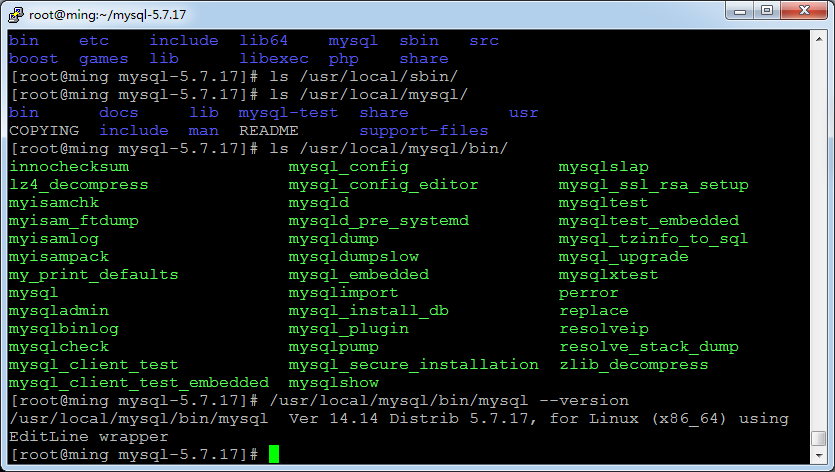 root@ming:~/mysql-5.7.17
bin    etc    include  lib64    mysql  sbin   src
boost  games  lib      libexec  php    share
[root@ming mysql-5.7.17]# ls /usr/local/sbin/
[root@ming mysql-5.7.17]# ls /usr/local/mysql/
bin      docs     lib  mysql-test  share          usr
COPYING  include  man  README      support-files
[root@ming mysql-5.7.17]# ls /usr/local/mysql/bin/
innochecksum                mysql_config                mysqlslap
lz4_decompress              mysql_config_editor         mysql_ssl_rsa_setup
myisamchk                   mysqld                      mysqltest
myisam_ftdump               mysqld_pre_systemd          mysqltest_embedded
myisamlog                   mysqldump                   mysql_tzinfo_to_sql
myisampack                  mysqldumpslow               mysql_upgrade
my_print_defaults           mysql_embedded              mysqlxtest
mysql                       mysqlimport                 perror
mysqladmin                  mysql_install_db            replace
mysqlbinlog                 mysql_plugin                resolveip
mysqlcheck                  mysqlpump                   resolve_stack_dump
mysql_client_test           mysql_secure_installation   zlib_decompress
mysql_client_test_embedded  mysqlshow
[root@ming mysql-5.7.17]# /usr/local/mysql/bin/mysql --version
/usr/local/mysql/bin/mysql  Ver 14.14 Distrib 5.7.17, for Linux (x86_64) using
EditLine wrapper
[root@ming mysql-5.7.17]#